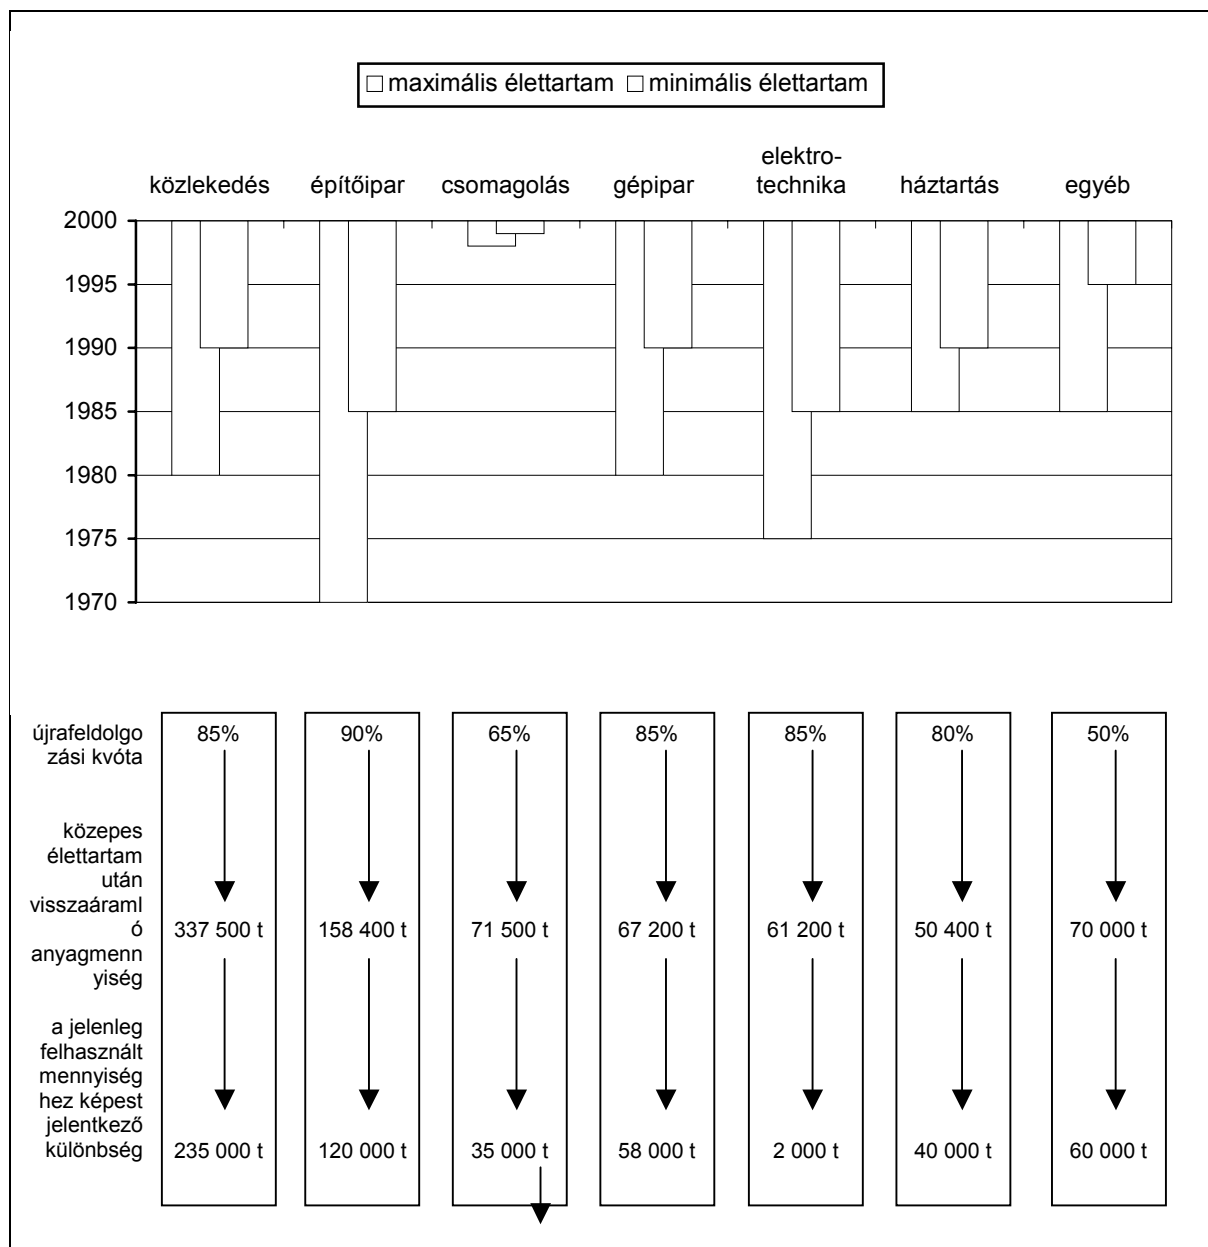 maximális élettartam minimális élettartam
közlekedés építőipar csomagolás gépipar elektro-
technika háztartás egyéb
2000
1995
1990
1985
1980
1975
1970
újrafeldolgo
zási kvóta
85% 90% 65% 85% 85% 80% 50%
közepes
élettartam
után
visszaáraml
ó
anyagmenn
yiség
337 500 t 158 400 t 71 500 t 67 200 t 61 200 t 50 400 t 70 000 t
a jelenleg
felhasznált
mennyiség
hez képest
jelentkező
különbség
235 000 t 120 000 t 35 000 t 58 000 t 2 000 t 40 000 t 60 000 t